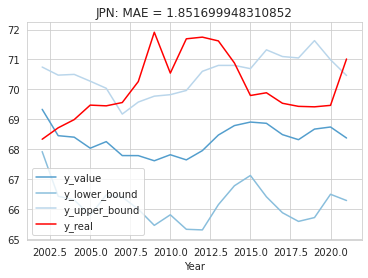 JPN: MAE = 1.851699948310852
72
71
70
69
68
67
66
65
y_value
y_lower_bound
y_upper_bound
y_real
2002.5 2005.0 2007.5 2010.0 2012.5 2015.0 2017.5 2020.0
Year